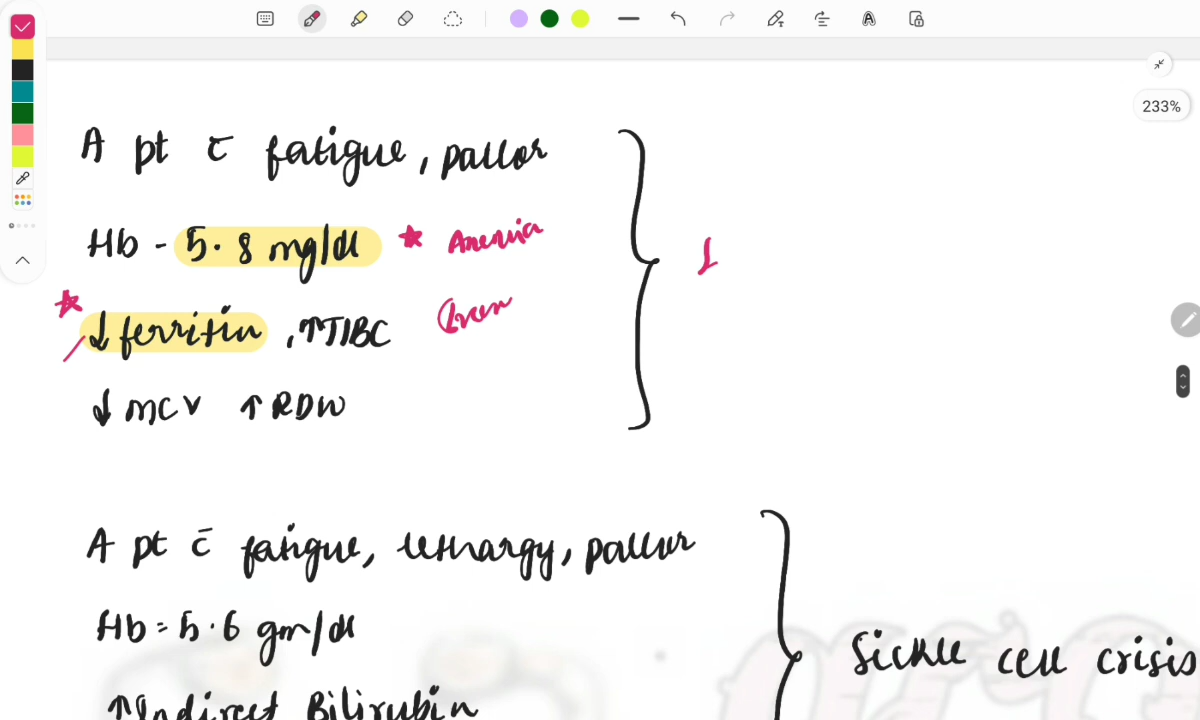 233%
A pt c̄ fatigue, pallor
Hb - 5.8 mg/dl ★ Anemia
↓ ferritin, ↑TIBC
↓ MCV ↑ RDW
A pt c̄ fatigue, lethargy, pallor
Hb = 5.6 gm/dl
Sickle cell crisis
↑Indirect Bilirubin